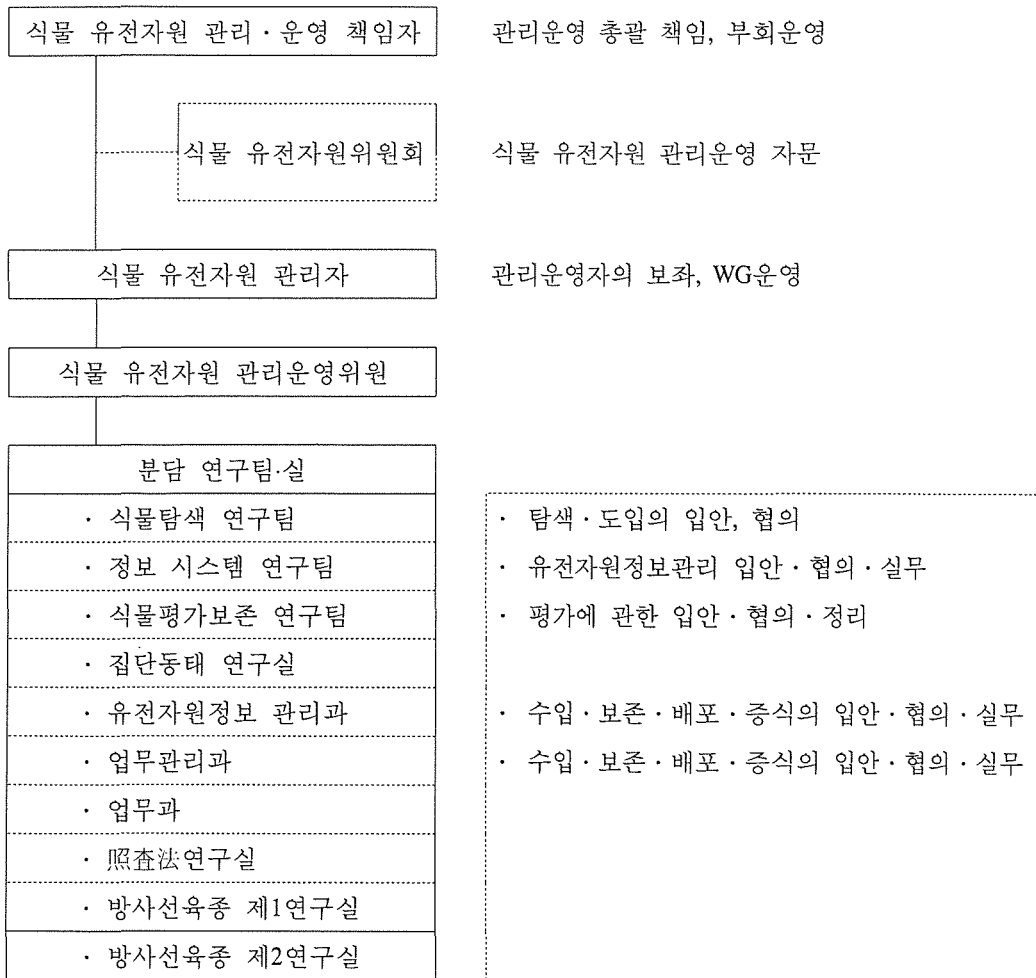 식물 유전자원 관리 · 운영 책임자 관리운영 총괄 책임, 부회운영
식물 유전자원위원회 식물 유전자원 관리운영 자문
식물 유전자원 관리자 관리운영자의 보좌, WG운영
식물 유전자원 관리운영위원
분담 연구팀·실
· 식물탐색 연구팀 · 탐색 · 도입의 입안, 협의
· 정보 시스템 연구팀 · 유전자원정보관리 입안 · 협의 · 실무
· 식물평가보존 연구팀 · 평가에 관한 입안 · 협의 · 정리
· 집단동태 연구실
· 유전자원정보 관리과 · 수입 · 보존 · 배포 · 증식의 입안 · 협의 · 실무
· 업무관리과 · 수입 · 보존 · 배포 · 증식의 입안 · 협의 · 실무
· 업무과
· 照査法연구실
· 방사선육종 제1연구실
· 방사선육종 제2연구실